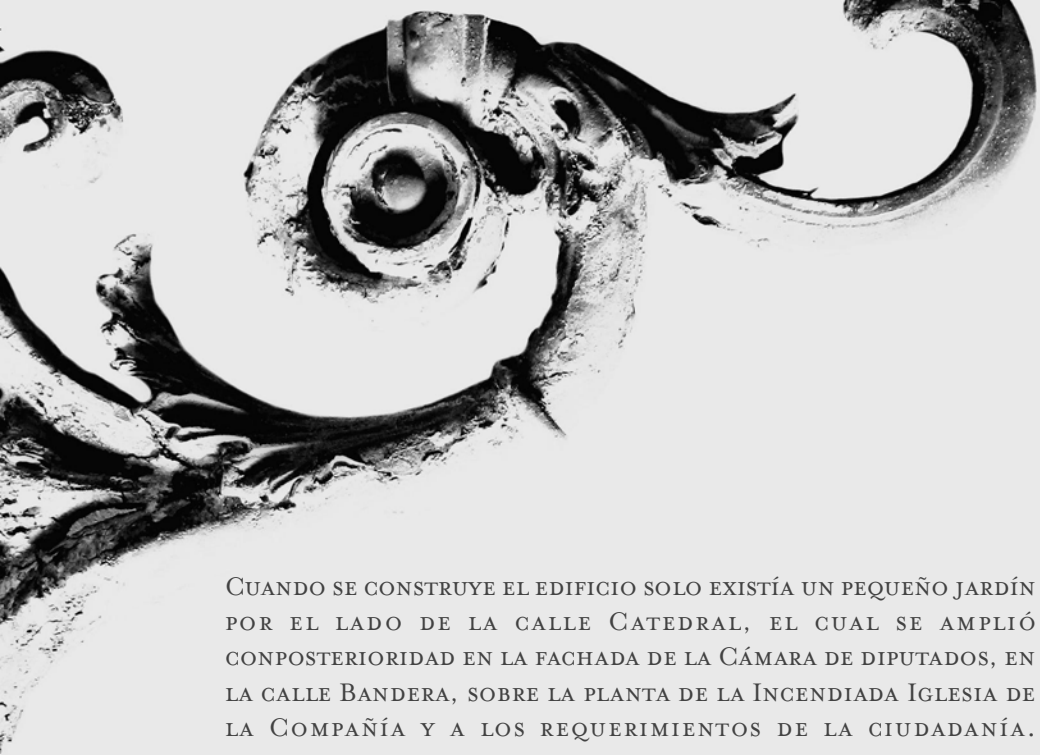 Cuando se construye el edificio solo existía un pequeño jardín
por el lado de la calle Catedral, el cual se amplió
conposterioridad en la fachada de la Cámara de diputados, en
la calle Bandera, sobre la planta de la Incendiada Iglesia de
la Compañía y a los requerimientos de la ciudadanía.